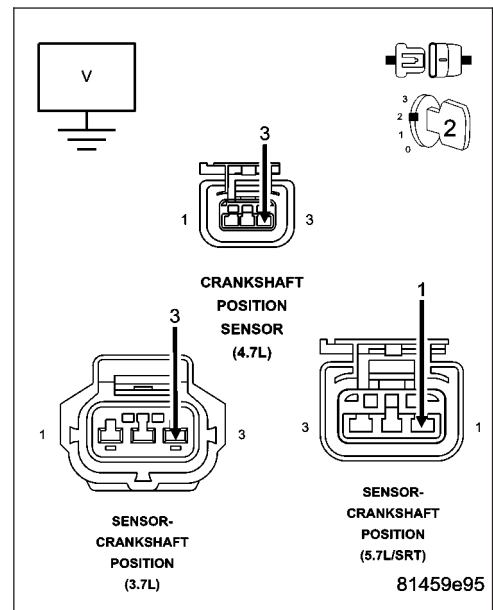 V
3
2
1
0
2
3
1
3
CRANKSHAFT
POSITION
SENSOR
(4.7L)
3
1
3
SENSOR-
CRANKSHAFT
POSITION
(3.7L)
1
3
1
SENSOR-
CRANKSHAFT
POSITION
(5.7L/SRT)
81459e95